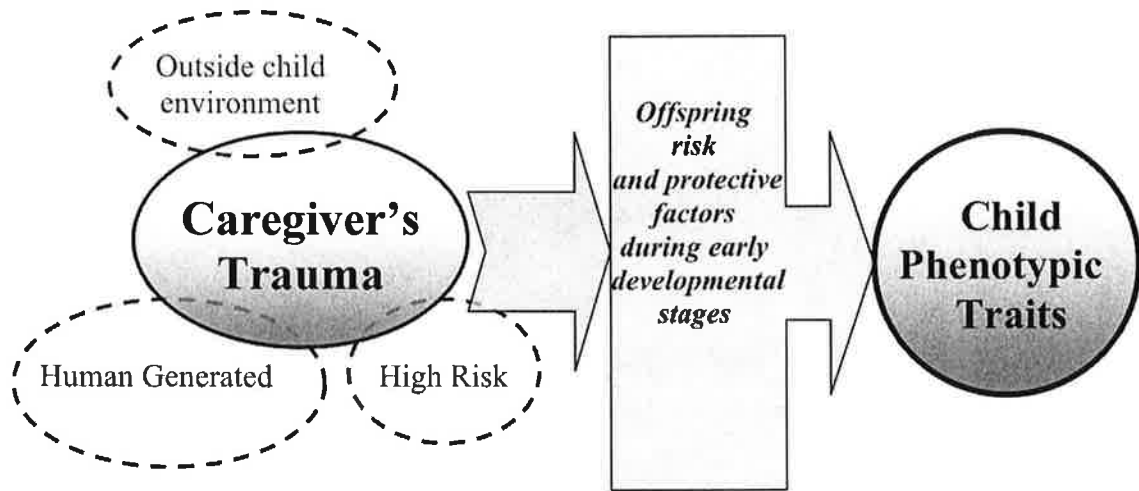 Outside child
environment
Caregiver's
Trauma
Human Generated
High Risk
Offspring
risk
and protective
factors
during early
developmental
stages
Child
Phenotypic
Traits